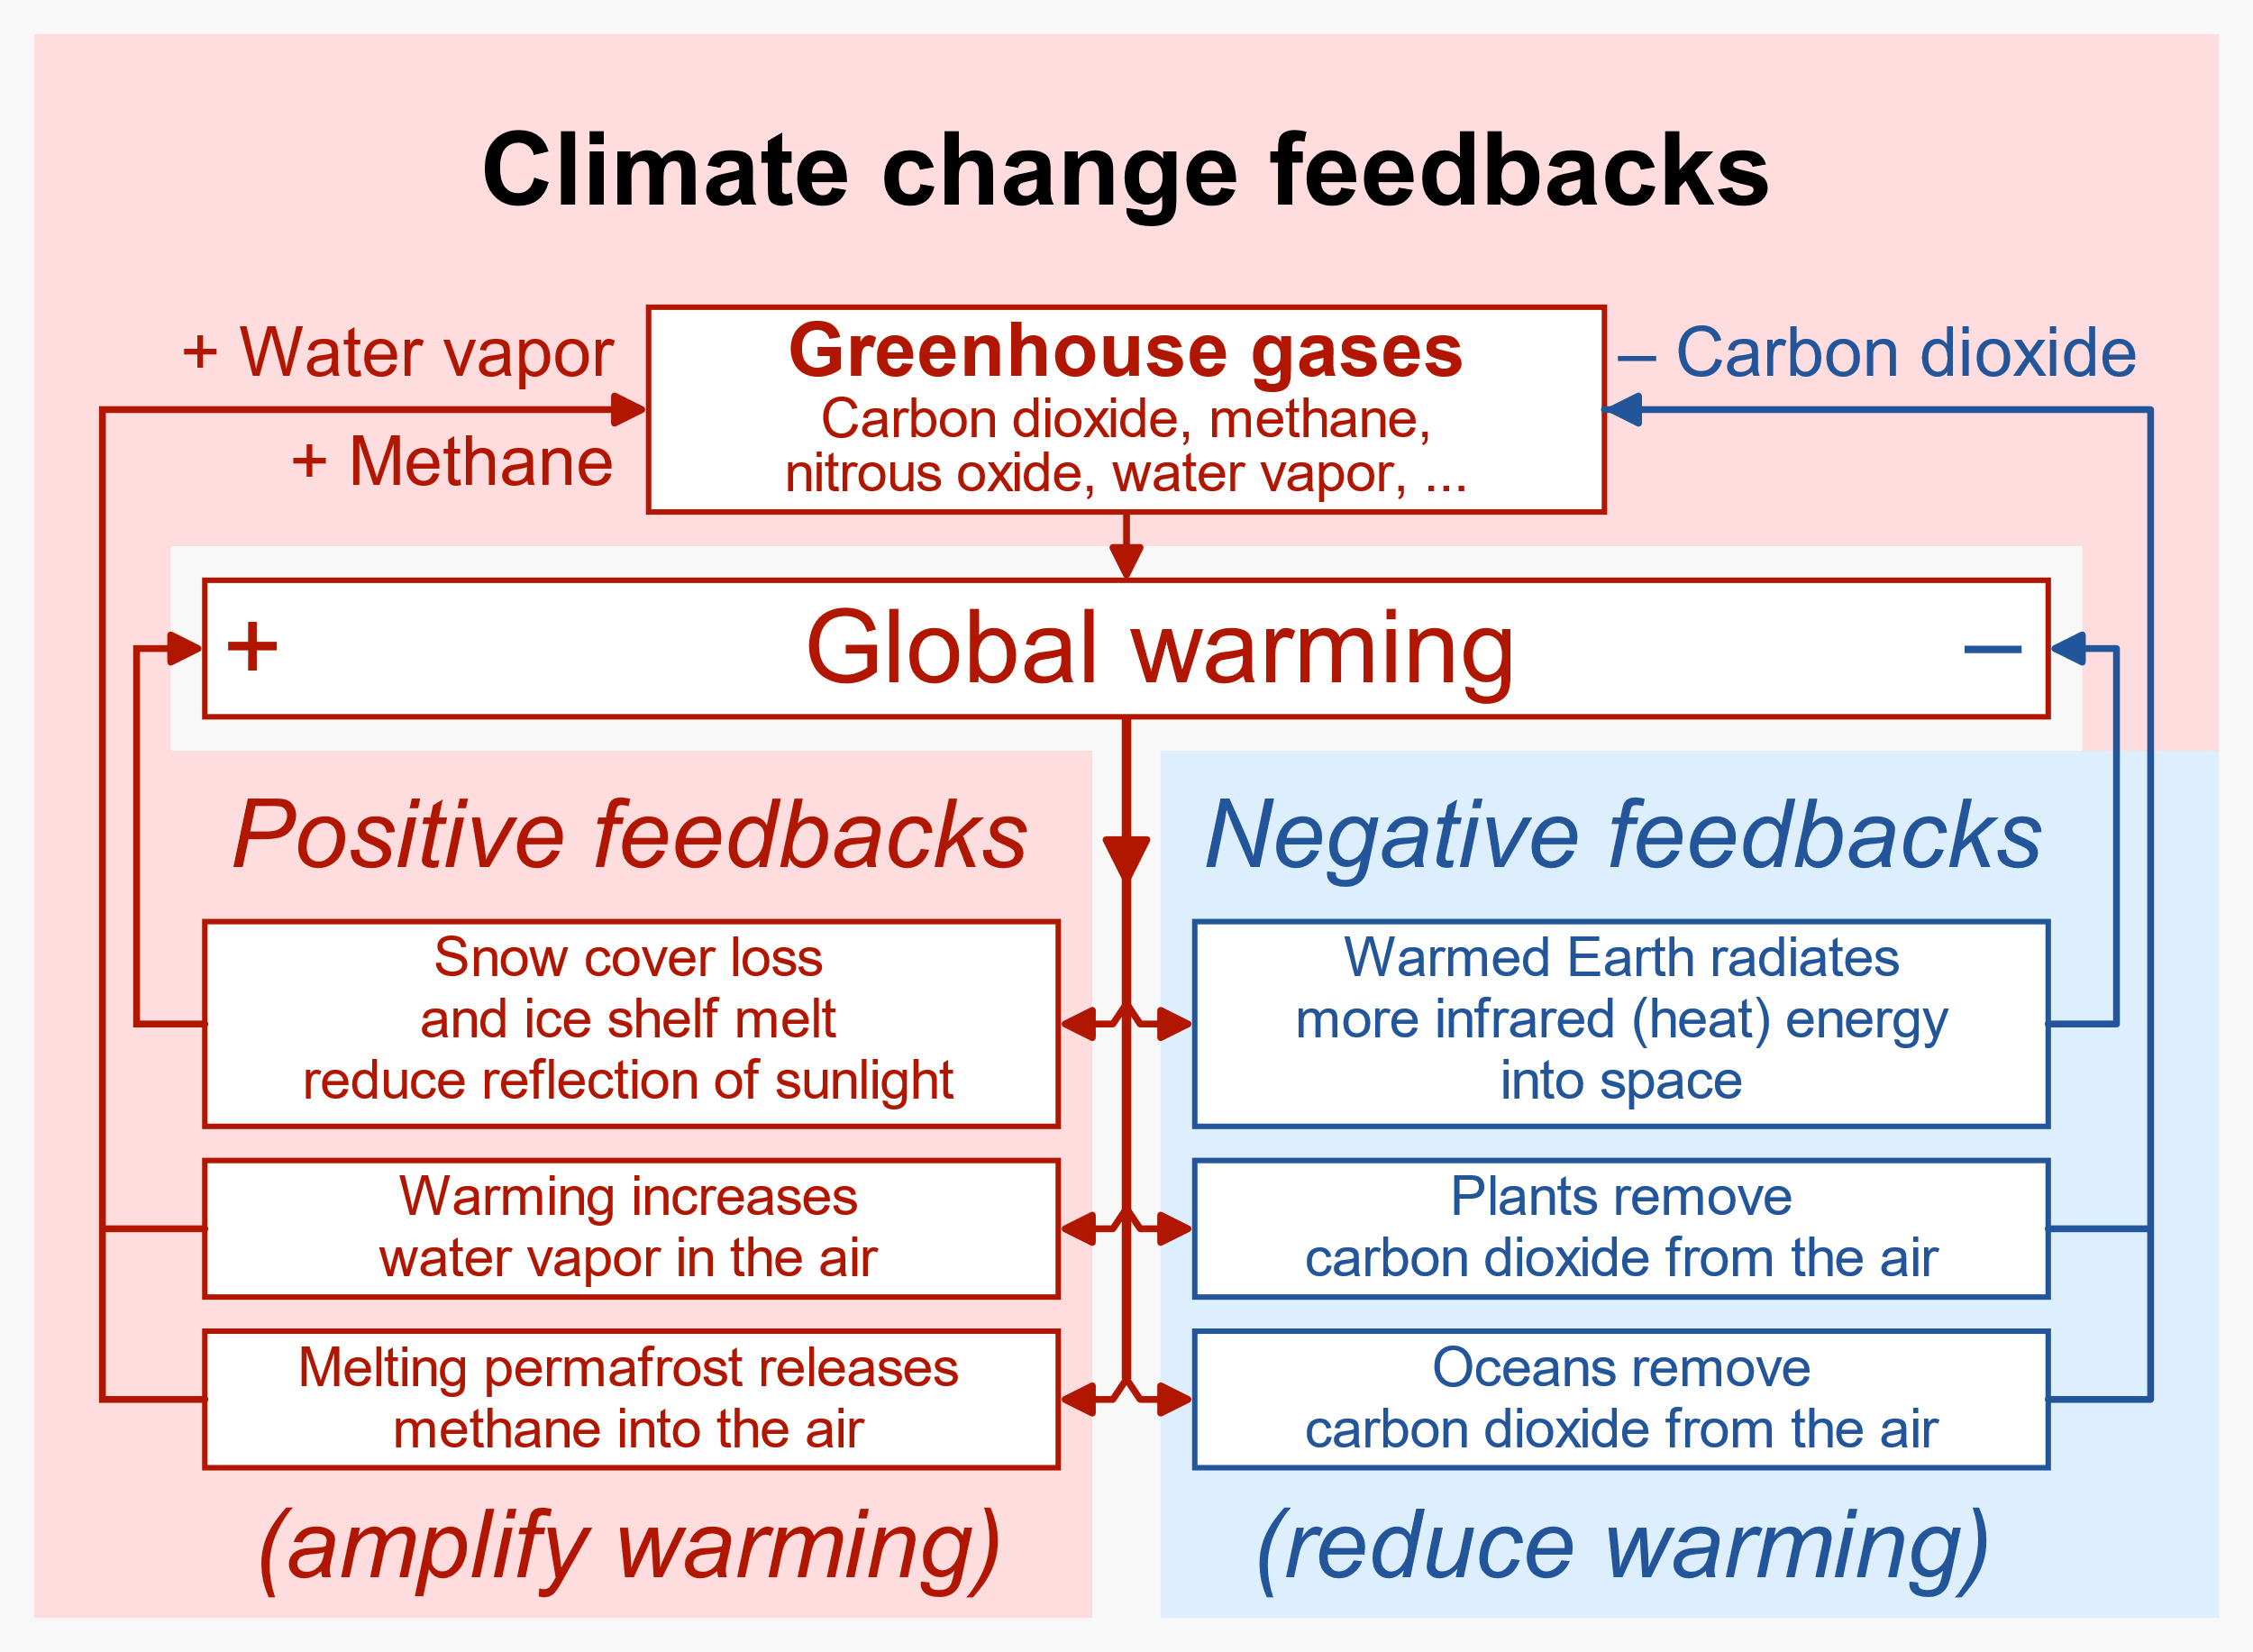 Climate change feedbacks
+ Water vapor
+ Methane
Greenhouse gases
Carbon dioxide, methane,
nitrous oxide, water vapor, ...
– Carbon dioxide
+ Global warming –
Positive feedbacks
Snow cover loss
and ice shelf melt
reduce reflection of sunlight
Warming increases
water vapor in the air
Melting permafrost releases
methane into the air
(amplify warming)
Negative feedbacks
Warmed Earth radiates
more infrared (heat) energy
into space
Plants remove
carbon dioxide from the air
Oceans remove
carbon dioxide from the air
(reduce warming)